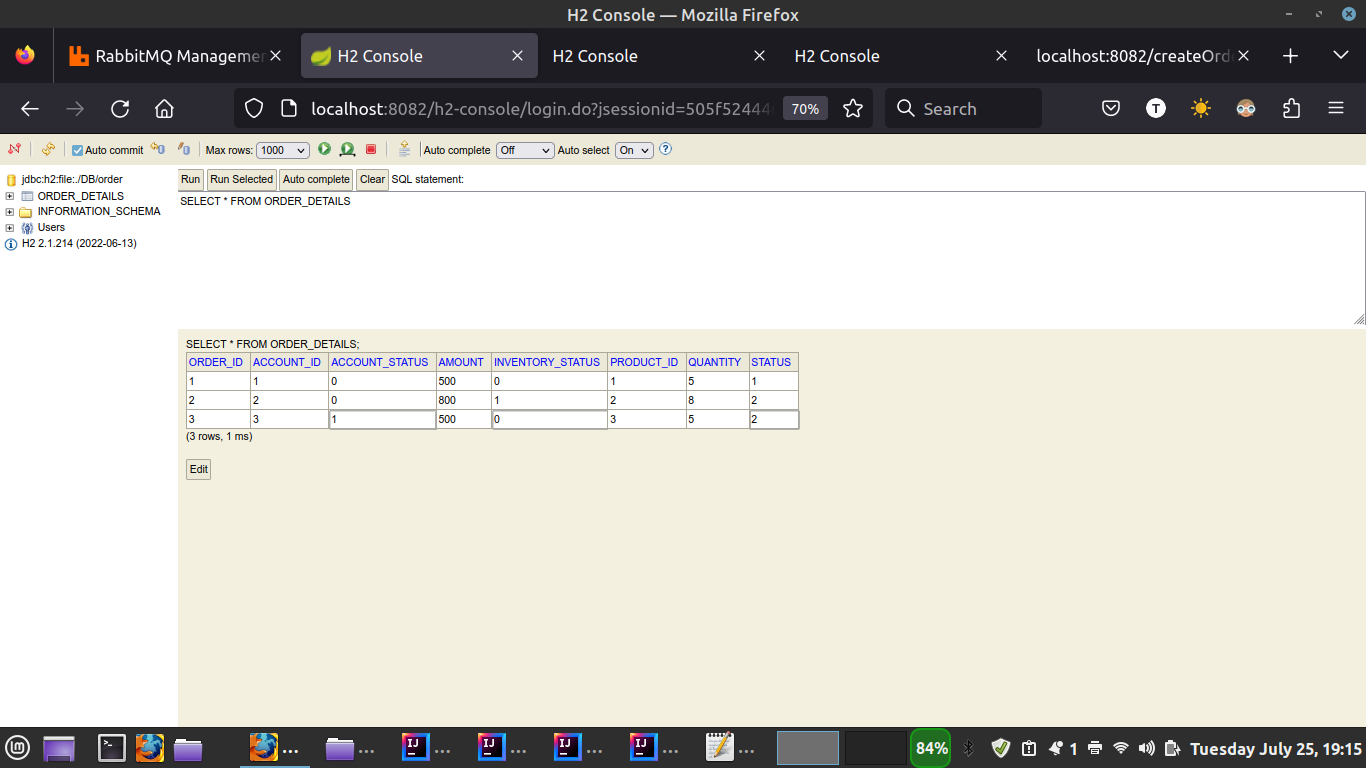 H2 Console — Mozilla Firefox
RabbitMQ Managemen H2 Console H2 Console H2 Console localhost:8082/createOrde
localhost:8082/h2-console/login.do?jsessionid=505f52444 70% Search
Auto commit Max rows: 1000 Auto complete Off Auto select On
jdbc:h2:file:./DB/order
ORDER_DETAILS
INFORMATION_SCHEMA
Users
H2 2.1.214 (2022-06-13)
Run Run Selected Auto complete Clear SQL statement:
SELECT * FROM ORDER_DETAILS
SELECT * FROM ORDER_DETAILS;
ORDER_ID ACCOUNT_ID ACCOUNT_STATUS AMOUNT INVENTORY_STATUS PRODUCT_ID QUANTITY STATUS
1 1 0 500 0 1 5 1
2 2 0 800 1 2 8 2
3 3 1 500 0 3 5 2
(3 rows, 1 ms)
Edit
... ... IJ ... IJ ... IJ ... IJ ... ... 84% 1 Tuesday July 25, 19:15